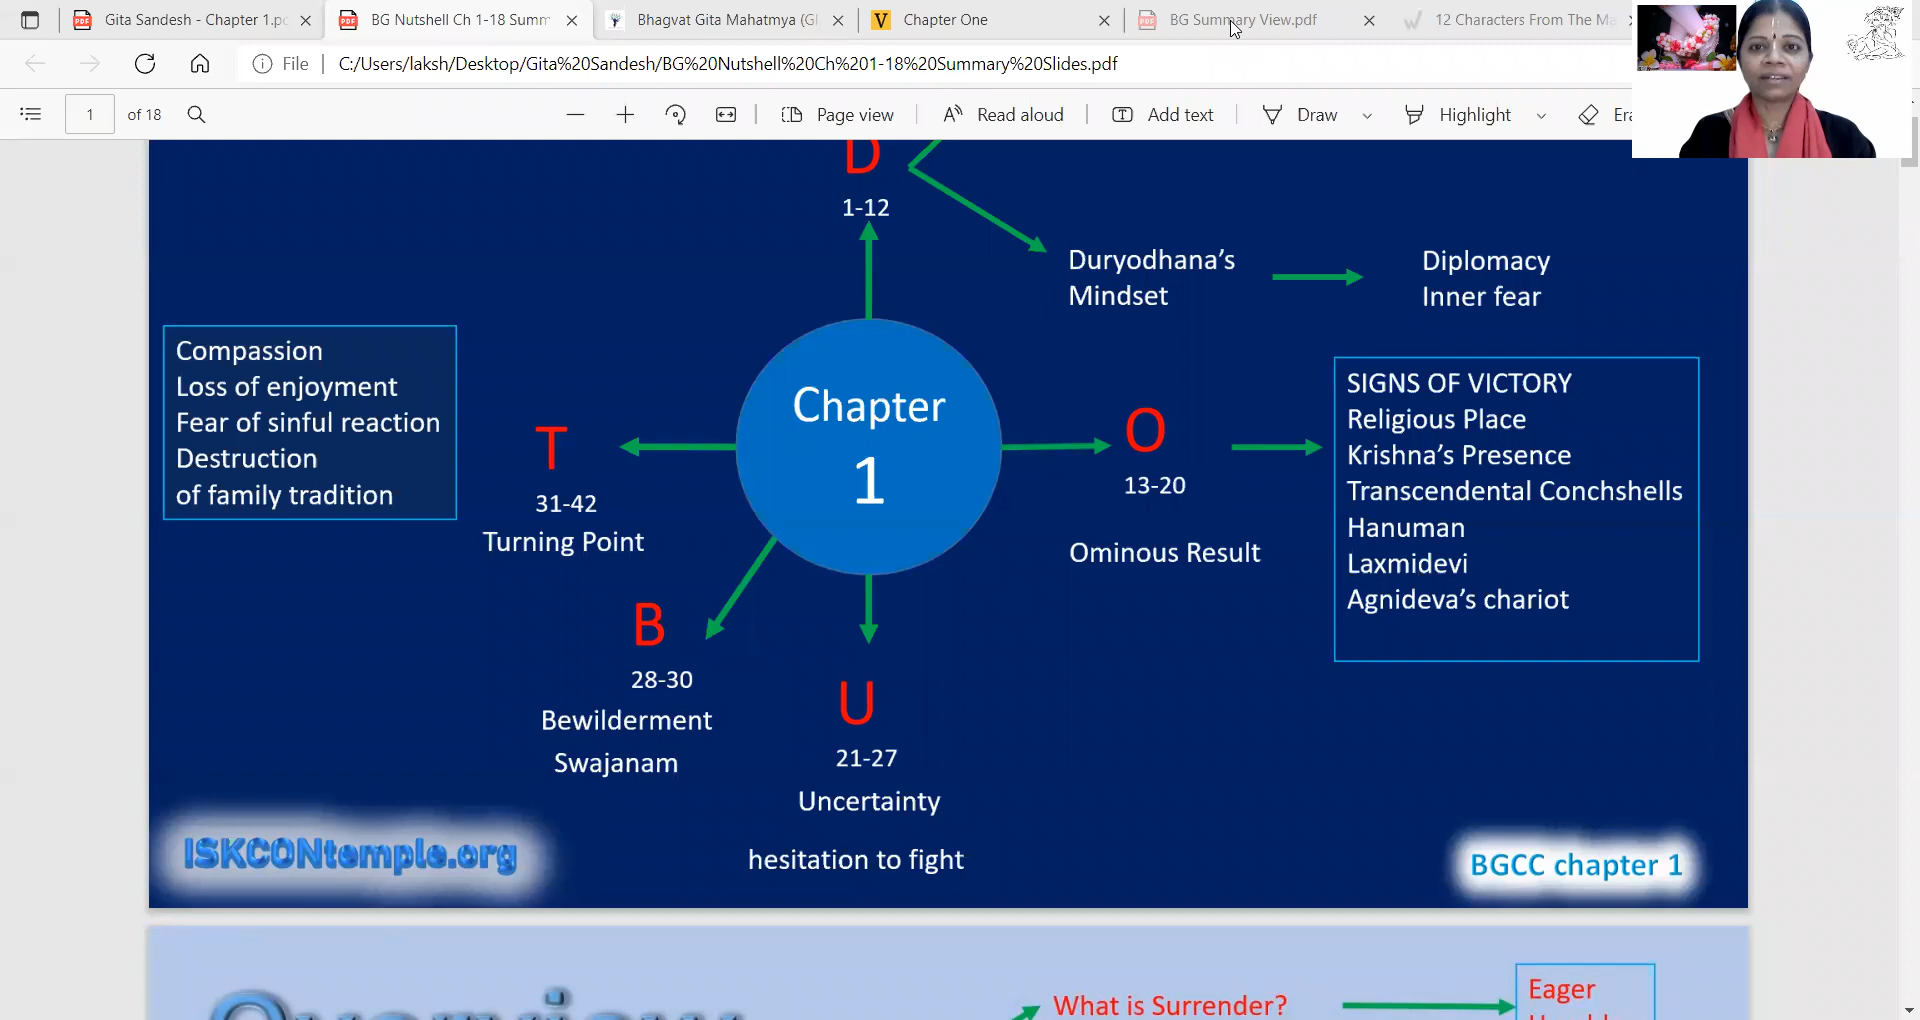 Gita Sandesh - Chapter 1.pc
BG Nutshell Ch 1-18 Summ
Bhagvat Gita Mahatmya (Gl
Chapter One
BG Summary View.pdf
12 Characters From The Ma
File
C:/Users/laksh/Desktop/Gita%20Sandesh/BG%20Nutshell%20Ch%201-18%20Summary%20Slides.pdf
1 of 18
Page view
Read aloud
Add text
Draw
Highlight
Era
D
1-12
Duryodhana's
Mindset
Diplomacy
Inner fear
Compassion
Loss of enjoyment
Fear of sinful reaction
Destruction
of family tradition
T
31-42
Turning Point
Chapter
1
O
13-20
Ominous Result
SIGNS OF VICTORY
Religious Place
Krishna's Presence
Transcendental Conchshells
Hanuman
Laxmidevi
Agnideva's chariot
B
28-30
Bewilderment
Swajanam
U
21-27
Uncertainty
hesitation to fight
ISKCONtemple.org
BGCC chapter 1
What is Surrender?
Eager